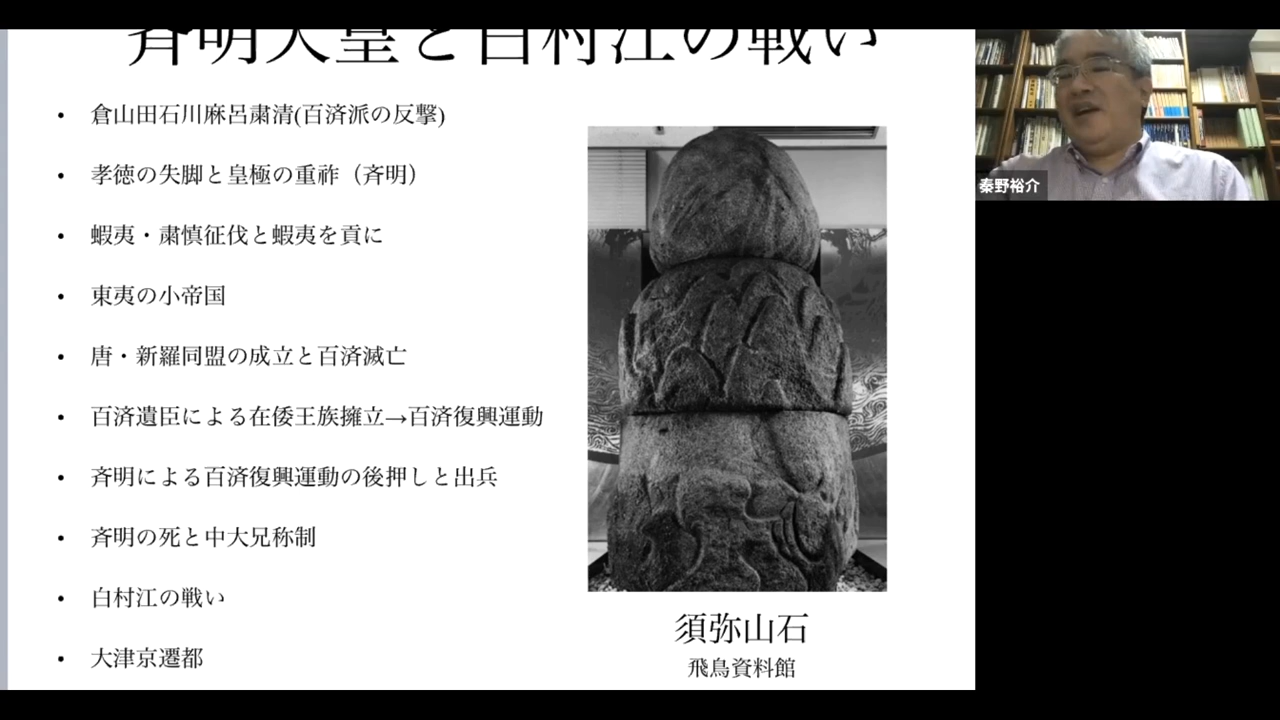 斉明天皇と白村江の戦い
• 倉山田石川麻呂粛清(百済派の反撃)
• 孝徳の失脚と皇極の重祚（斉明）
• 蝦夷・粛慎征伐と蝦夷を貢に
• 東夷の小帝国
• 唐・新羅同盟の成立と百済滅亡
• 百済遺臣による在倭王族擁立→百済復興運動
• 斉明による百済復興運動の後押しと出兵
• 斉明の死と中大兄称制
• 白村江の戦い
• 大津京遷都
須弥山石
飛鳥資料館
秦野裕介